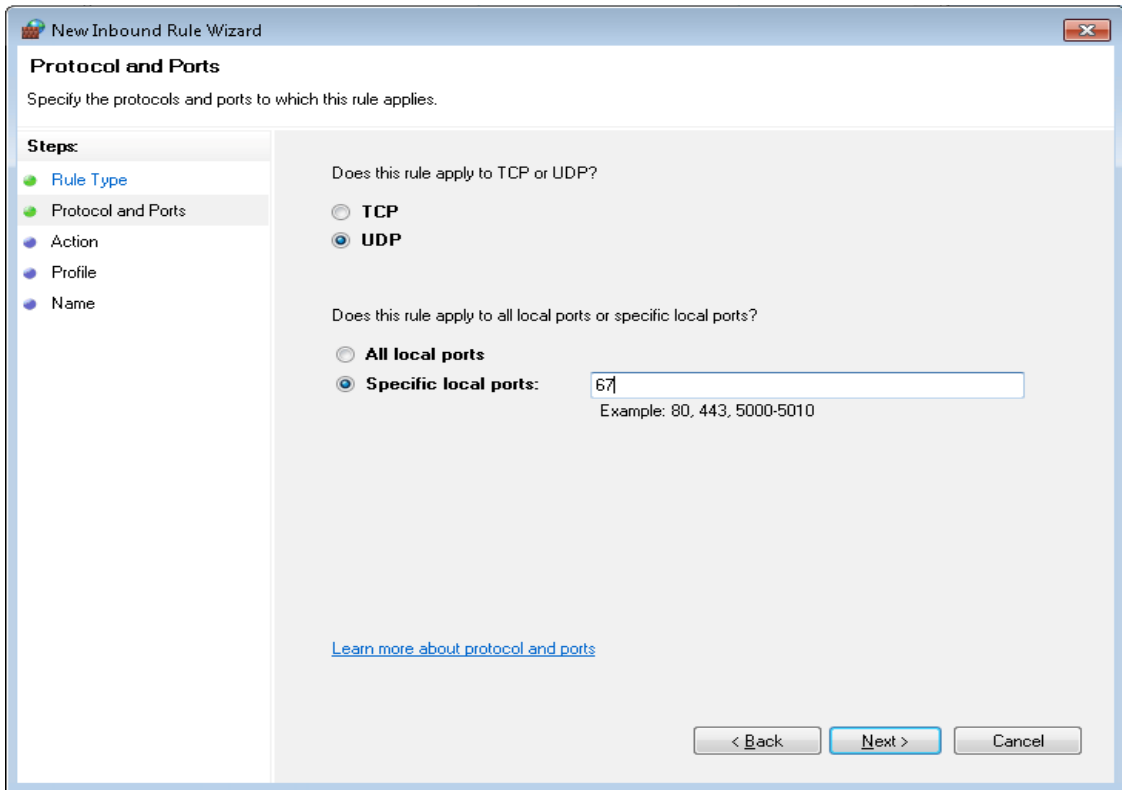 New Inbound Rule Wizard
Protocol and Ports
Specify the protocols and ports to which this rule applies.
Steps:
Rule Type
Protocol and Ports
Action
Profile
Name
Does this rule apply to TCP or UDP?
TCP
UDP
Does this rule apply to all local ports or specific local ports?
All local ports
Specific local ports: 67
Example: 80, 443, 5000-5010
Learn more about protocol and ports
< Back Next > Cancel